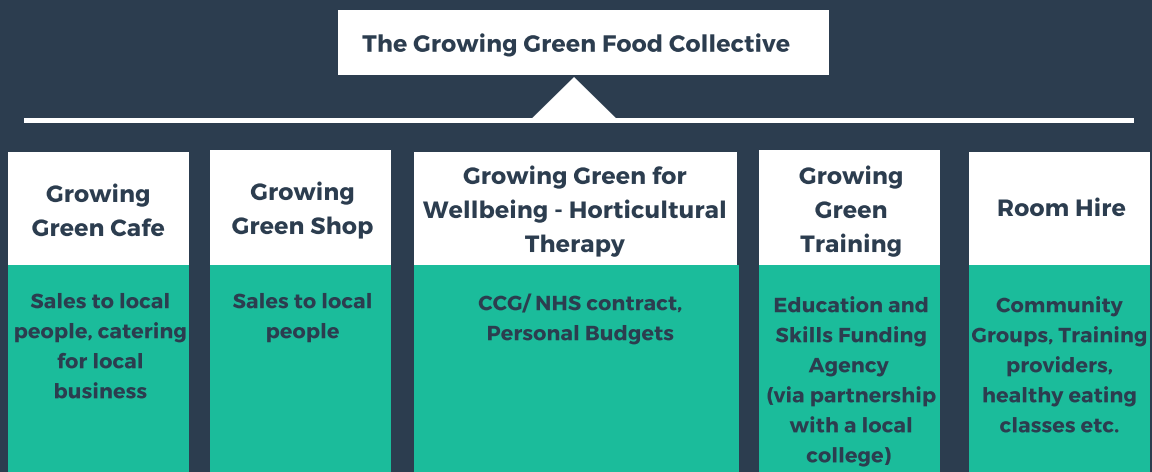 The Growing Green Food Collective
Growing
Green Cafe
Sales to local
people, catering
for local
business
Growing
Green Shop
Sales to local
people
Growing Green for
Wellbeing - Horticultural
Therapy
CCG/ NHS contract,
Personal Budgets
Growing
Green
Training
Education and
Skills Funding
Agency
(via partnership
with a local
college)
Room Hire
Community
Groups, Training
providers,
healthy eating
classes etc.